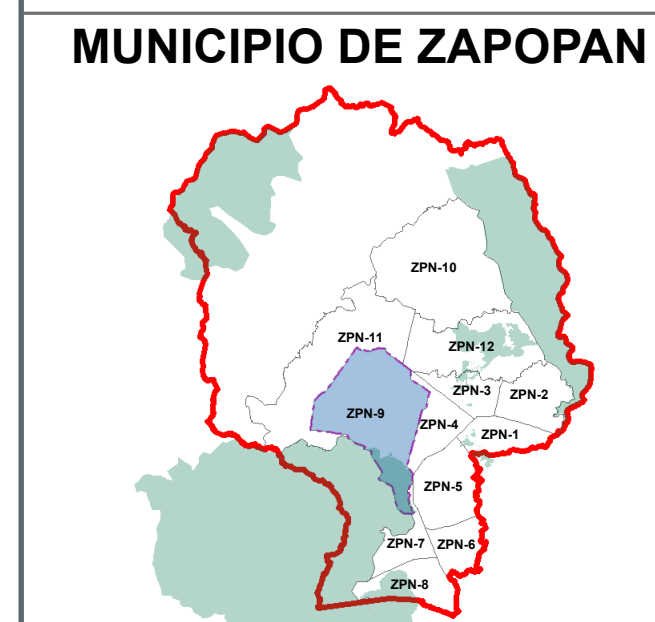 MUNICIPIO DE ZAPOPAN
ZPN-10
ZPN-11
ZPN-12
ZPN-3
ZPN-2
ZPN-9
ZPN-4
ZPN-1
ZPN-5
ZPN-7
ZPN-6
ZPN-8